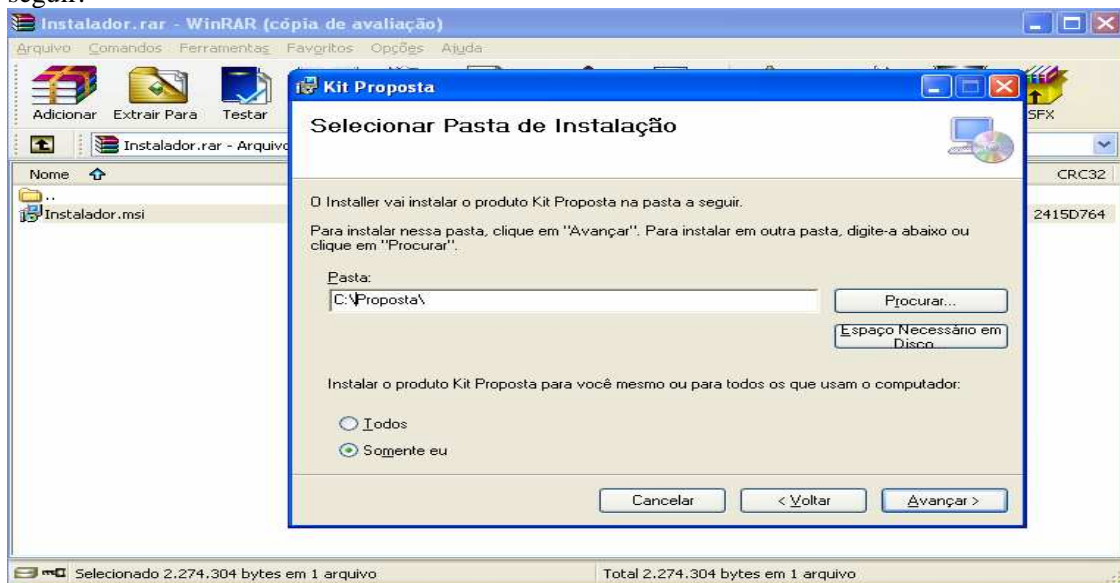 seguir:
Instalador.rar - WinRAR (cópia de avaliação)
Arquivo Comandos Ferramentas Favoritos Opções Ajuda
Adicionar Extrair Para Testar SFX
Instalador.rar - Arquivo
Nome CRC32
..
Instalador.msi 2415D764
Kit Proposta
Selecionar Pasta de Instalação
O Installer vai instalar o produto Kit Proposta na pasta a seguir.
Para instalar nessa pasta, clique em "Avançar". Para instalar em outra pasta, digite-a abaixo ou
clique em "Procurar".
Pasta:
C:\Proposta\
Procurar...
Espaço Necessário em
Disco
Instalar o produto Kit Proposta para você mesmo ou para todos os que usam o computador:
Todos
Somente eu
Cancelar < Voltar Avançar >
Selecionado 2.274.304 bytes em 1 arquivo Total 2.274.304 bytes em 1 arquivo